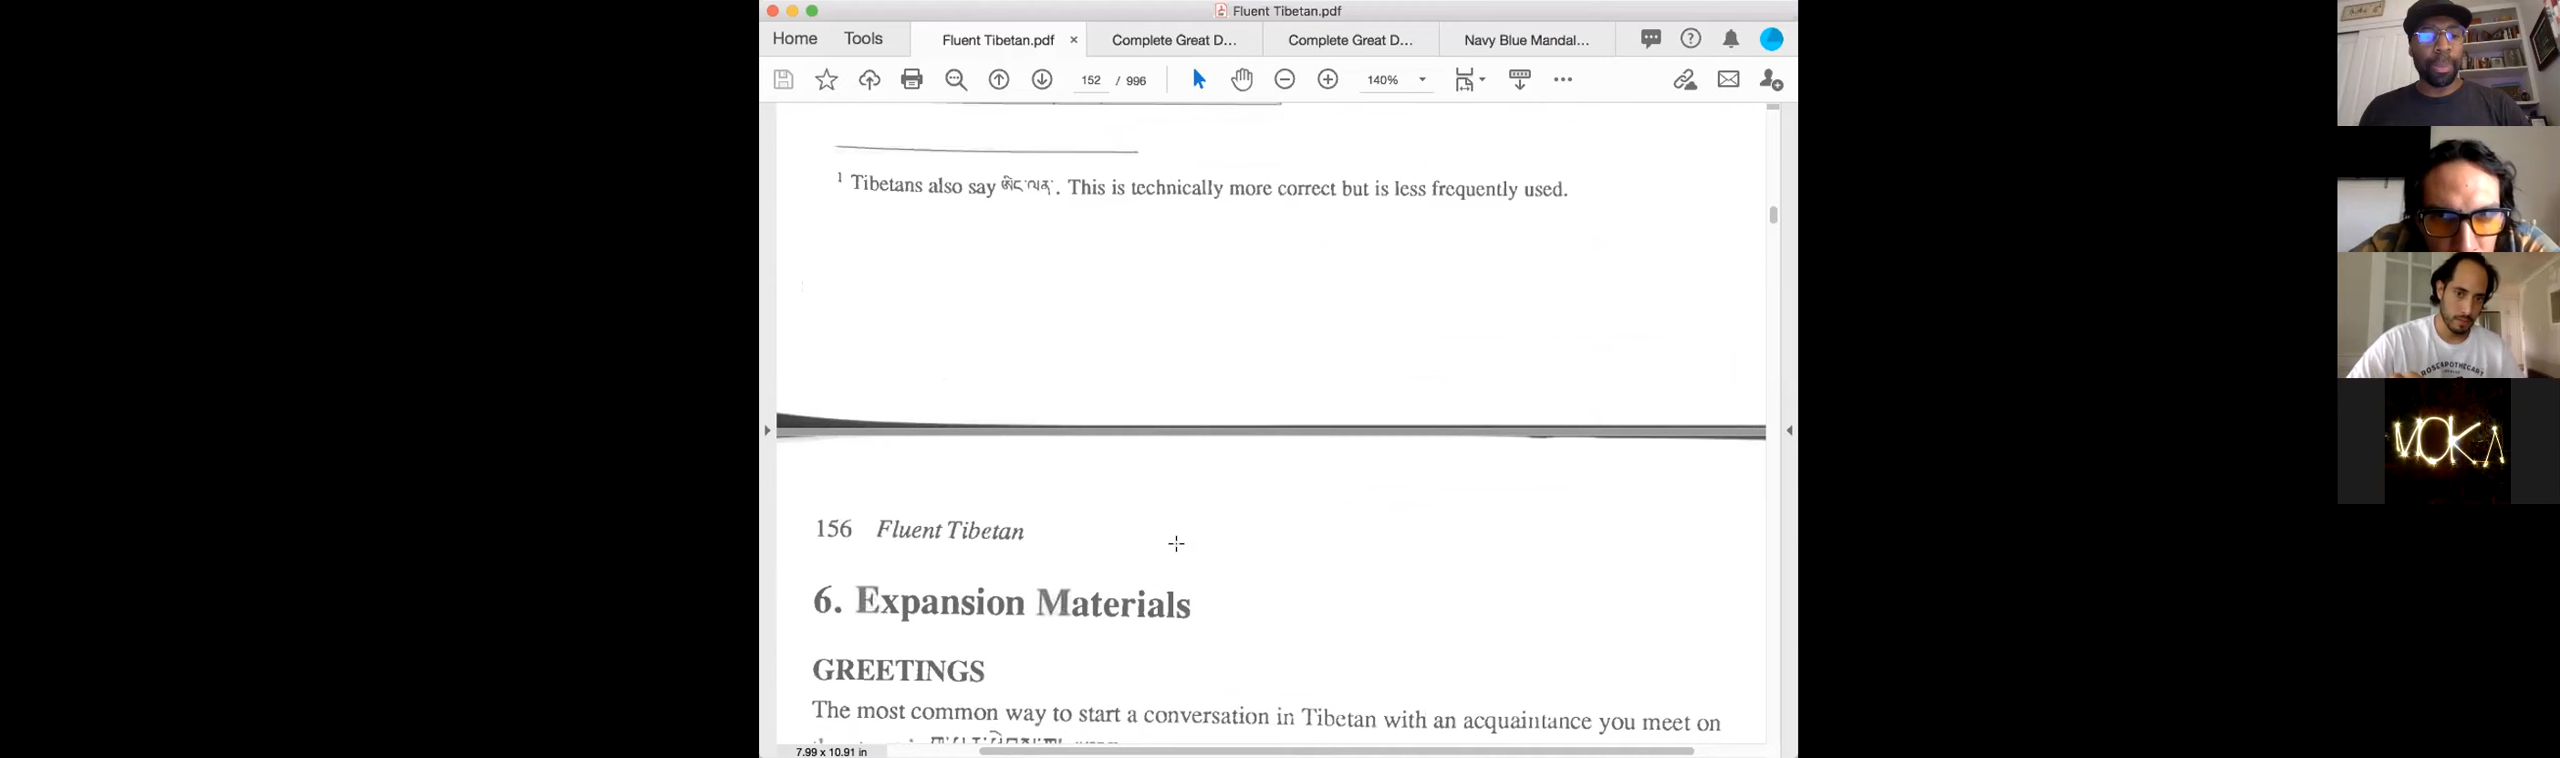 Fluent Tibetan.pdf
Home Tools Fluent Tibetan.pdf × Complete Great D... Complete Great D... Navy Blue Mandal...
152 / 996 140%
1 Tibetans also say ཨིང་ལན་. This is technically more correct but is less frequently used.
156 Fluent Tibetan
6. Expansion Materials
GREETINGS
The most common way to start a conversation in Tibetan with an acquaintance you meet on
7.99 x 10.91 in
MOKA